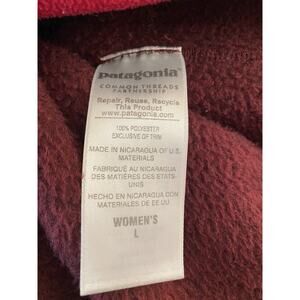 patagonia®
COMMON THREADS
PARTNERSHIP
Repair, Reuse, Recycle
This Product
www.patagonia.com
100% POLYESTER
EXCLUSIVE OF TRIM
MADE IN NICARAGUA OF U.S.
MATERIALS
FABRIQUÉ AU NICARAGUA
DES MATIÈRES DES ETATS-
UNIS
HECHO EN NICARAGUA CON
MATERIALES DE EE UU
WOMEN'S
L